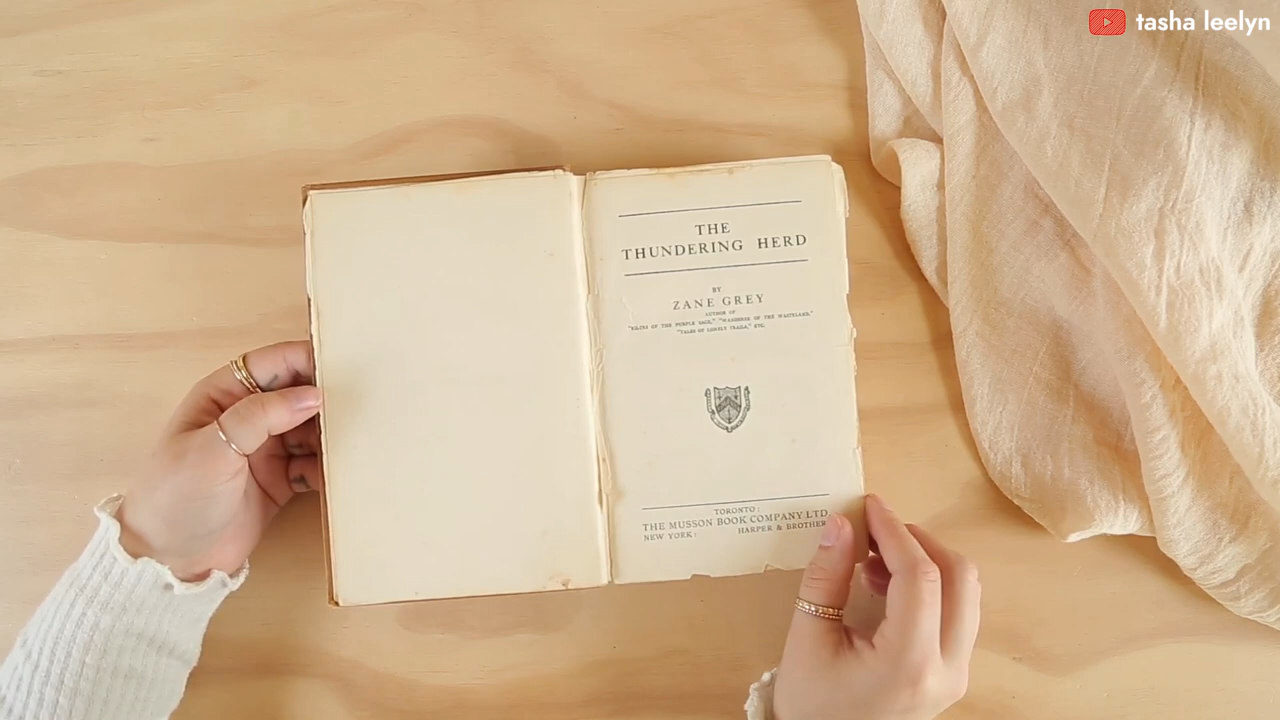 tasha leelyn
THE
THUNDERING HERD
BY
ZANE GREY
AUTHOR OF
"RIDERS OF THE PURPLE SAGE," "WANDERER OF THE WASTELAND,"
"TALES OF LONELY TRAILS," ETC.
TORONTO:
THE MUSSON BOOK COMPANY LTD.
NEW YORK: HARPER & BROTHER